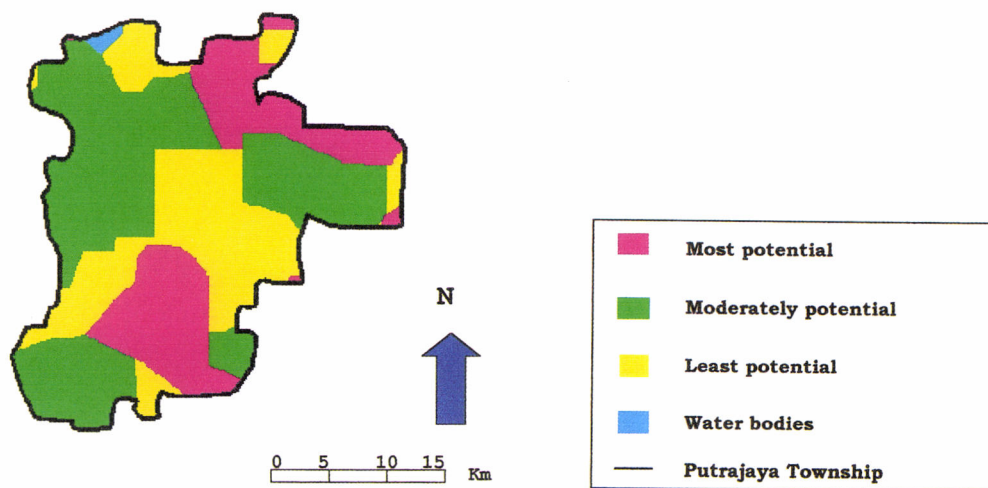 Most potential
N
Moderately potential
Least potential
Water bodies
0 5 10 15
Km
Putrajaya Township